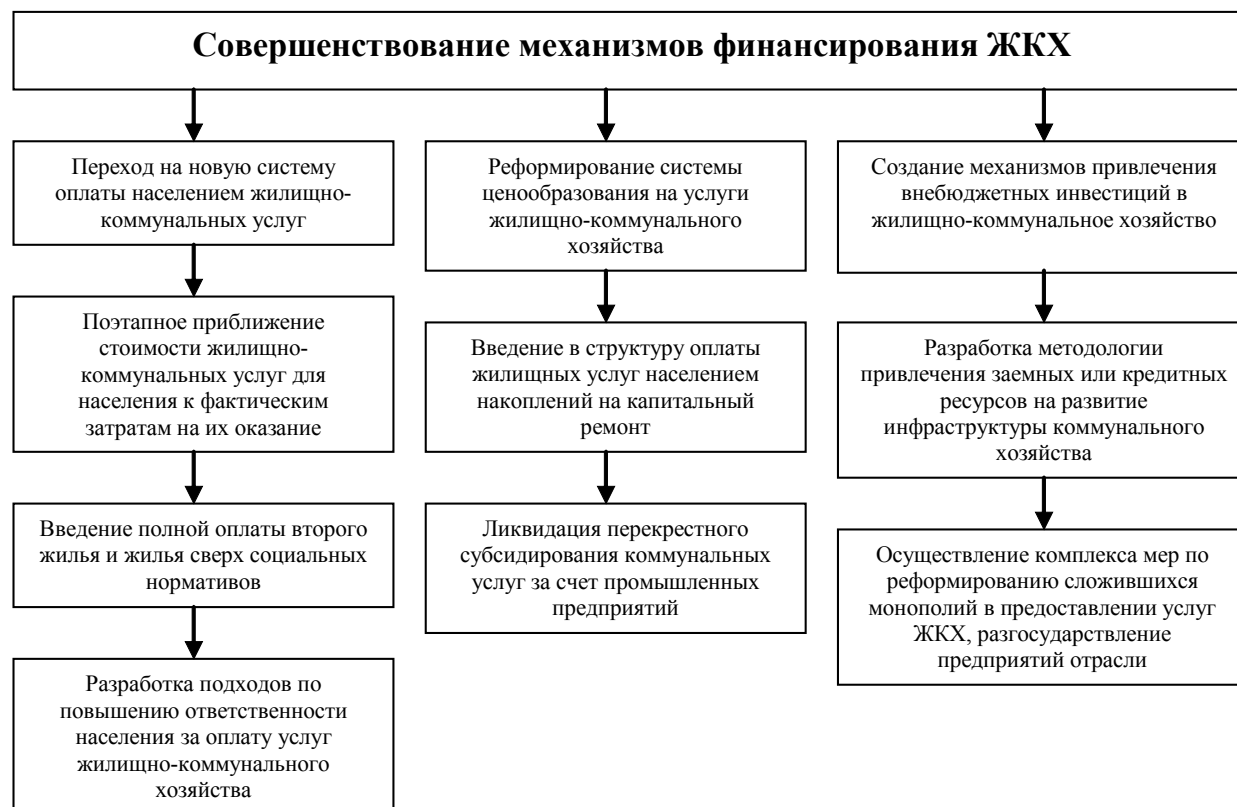 Совершенствование механизмов финансирования ЖКХ
Переход на новую систему
оплаты населением жилищно-
коммунальных услуг
Поэтапное приближение
стоимости жилищно-
коммунальных услуг для
населения к фактическим
затратам на их оказание
Введение полной оплаты второго
жилья и жилья сверх социальных
нормативов
Разработка подходов по
повышению ответственности
населения за оплату услуг
жилищно-коммунального
хозяйства
Реформирование системы
ценообразования на услуги
жилищно-коммунального
хозяйства
Введение в структуру оплаты
жилищных услуг населением
накоплений на капитальный
ремонт
Ликвидация перекрестного
субсидирования коммунальных
услуг за счет промышленных
предприятий
Создание механизмов привлечения
внебюджетных инвестиций в
жилищно-коммунальное хозяйство
Разработка методологии
привлечения заемных или кредитных
ресурсов на развитие
инфраструктуры коммунального
хозяйства
Осуществление комплекса мер по
реформированию сложившихся
монополий в предоставлении услуг
ЖКХ, разгосударствление
предприятий отрасли